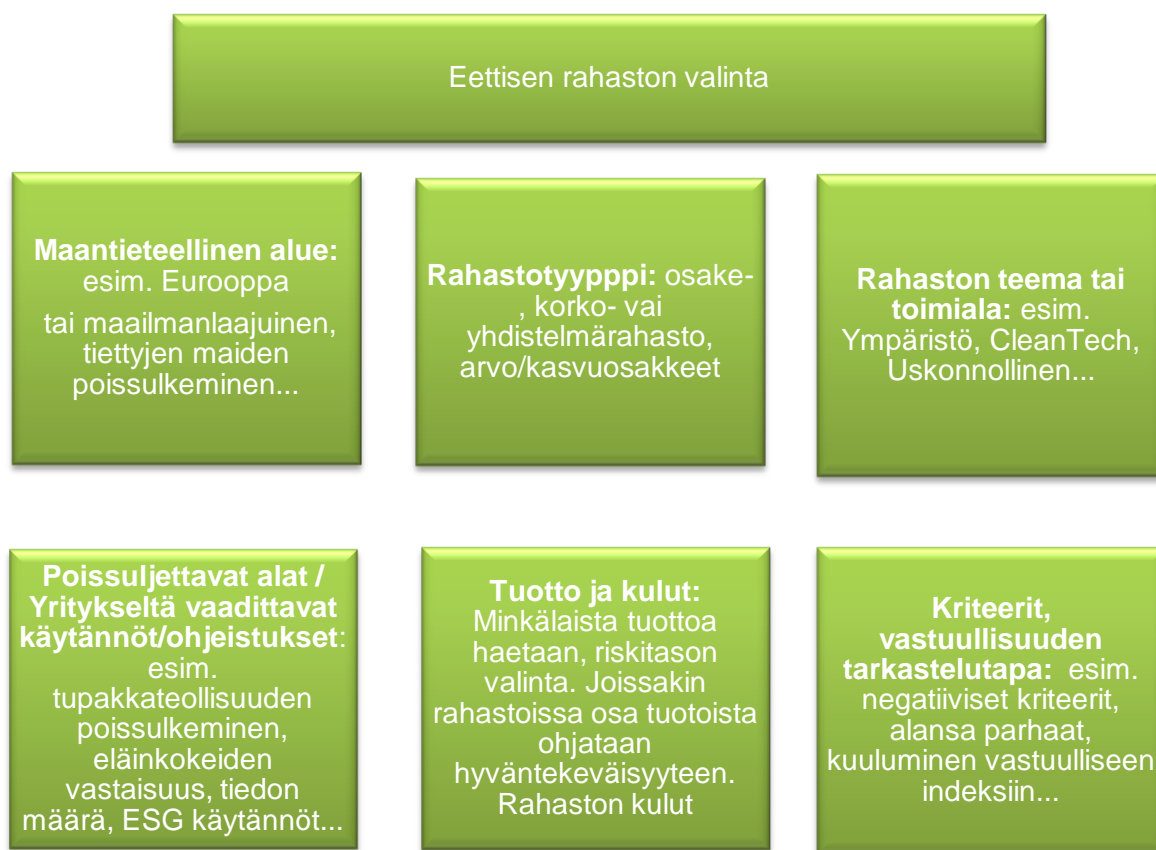 Eettisen rahaston valinta
Maantieteellinen alue:
esim. Eurooppa
tai maailmanlaajuinen,
tiettyjen maiden
poissulkeminen...
Rahastotyypppi: osake-
, korko- vai
yhdistelmärahasto,
arvo/kasvuosakkeet
Rahaston teema tai
toimiala: esim.
Ympäristö, CleanTech,
Uskonnollinen...
Poissuljettavat alat /
Yritykseltä vaadittavat
käytännöt/ohjeistukset:
esim.
tupakkateollisuuden
poissulkeminen,
eläinkokeiden
vastaisuus, tiedon
määrä, ESG käytännöt...
Tuotto ja kulut:
Minkälaista tuottoa
haetaan, riskitason
valinta. Joissakin
rahastoissa osa tuotoista
ohjataan
hyväntekeväisyyteen.
Rahaston kulut
Kriteerit,
vastuullisuuden
tarkastelutapa: esim.
negatiiviset kriteerit,
alansa parhaat,
kuuluminen vastuulliseen
indeksiin...